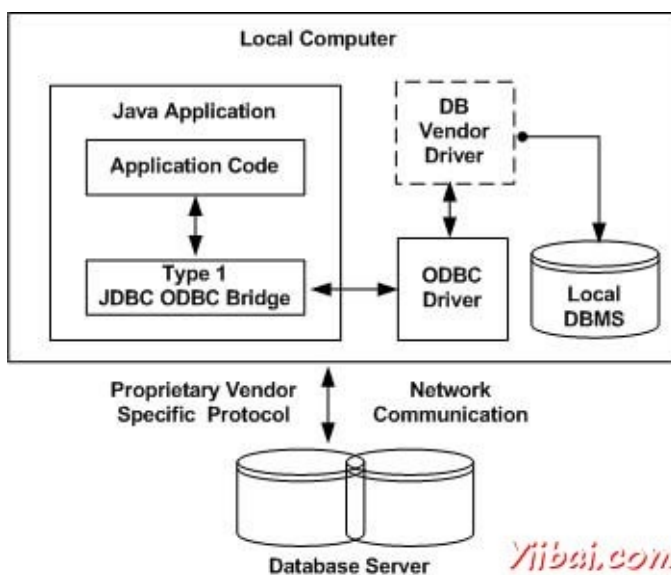 Local Computer
Java Application
Application Code
Type 1
JDBC ODBC Bridge
DB
Vendor
Driver
ODBC
Driver
Local
DBMS
Proprietary Vendor
Specific Protocol
Network
Communication
Database Server
Yiibai.com